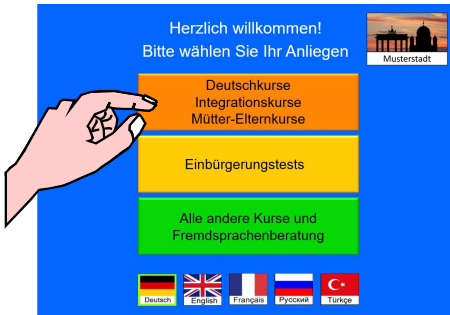 Herzlich willkommen!
Bitte wählen Sie Ihr Anliegen
Musterstadt
Deutschkurse
Integrationskurse
Mütter-Elternkurse
Einbürgerungstests
Alle andere Kurse und
Fremdsprachenberatung
Deutsch
English
Français
Русский
Türkçe